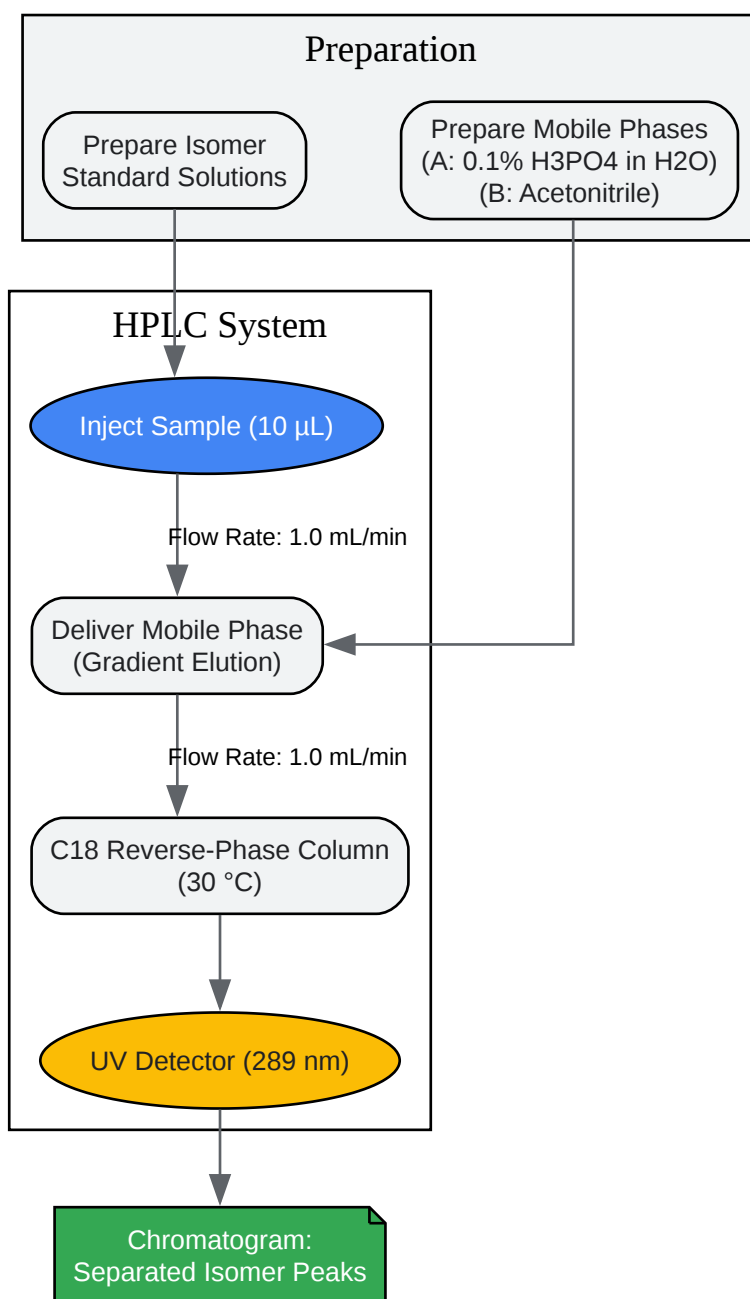 Preparation
Prepare Isomer
Standard Solutions
Prepare Mobile Phases
(A: 0.1% H3PO4 in H2O)
(B: Acetonitrile)
HPLC System
Inject Sample (10 µL)
Flow Rate: 1.0 mL/min
Deliver Mobile Phase
(Gradient Elution)
Flow Rate: 1.0 mL/min
C18 Reverse-Phase Column
(30 °C)
UV Detector (289 nm)
Chromatogram:
Separated Isomer Peaks